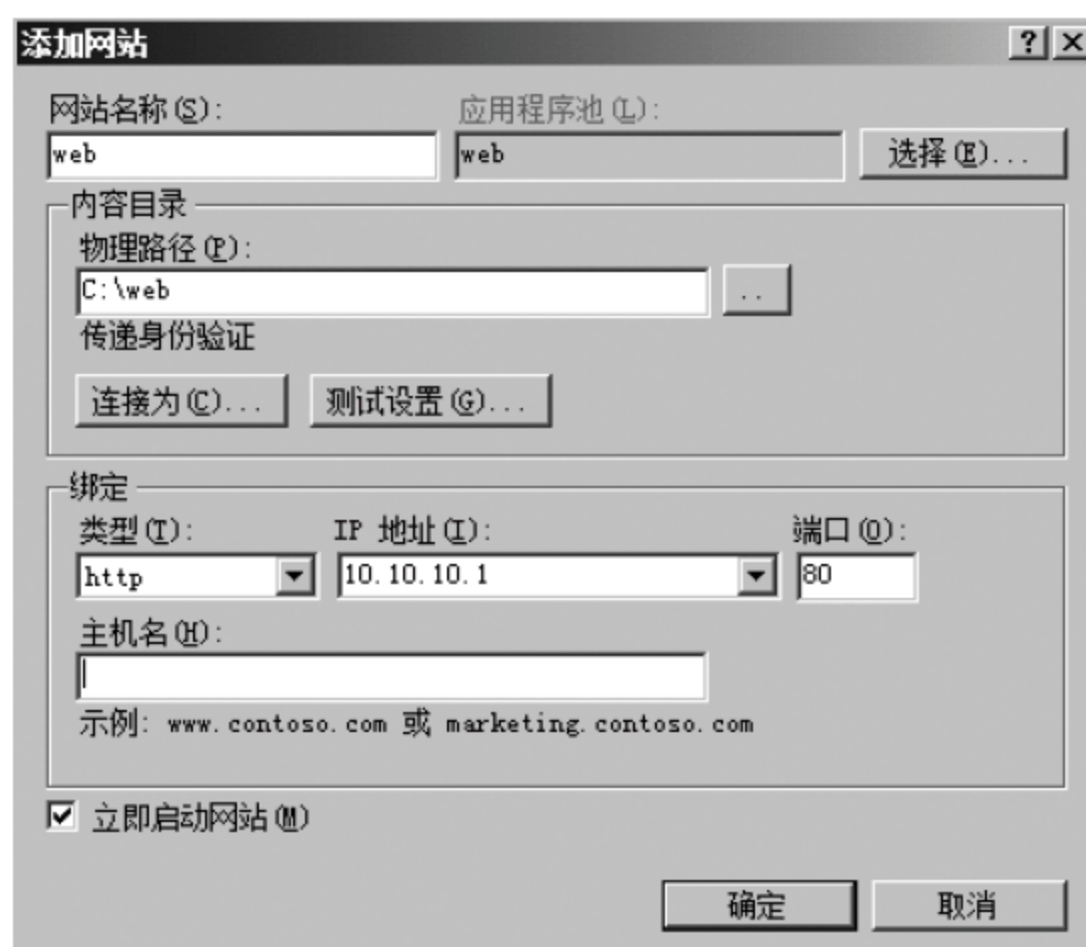 添加网站
网站名称(S): 应用程序池(L):
web web 选择(E)...
内容目录
物理路径(P):
C:\web ..
传递身份验证
连接为(C)... 测试设置(G)...
绑定
类型(T): IP 地址(I): 端口(O):
http 10.10.10.1 80
主机名(H):
示例: www.contoso.com 或 marketing.contoso.com
立即启动网站(M)
确定 取消